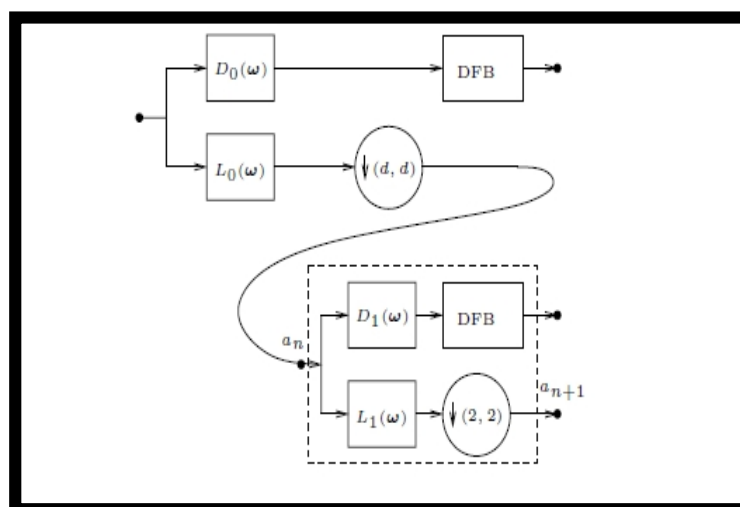 D₀(ω)
DFB
L₀(ω)
↓(d, d)
aₙ
D₁(ω)
DFB
L₁(ω)
↓(2, 2)
aₙ₊₁